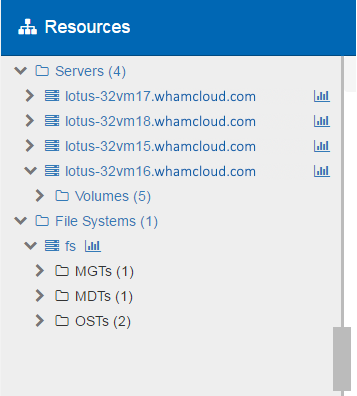 Resources
Servers (4)
lotus-32vm17.whamcloud.com
lotus-32vm18.whamcloud.com
lotus-32vm15.whamcloud.com
lotus-32vm16.whamcloud.com
Volumes (5)
File Systems (1)
fs
MGTs (1)
MDTs (1)
OSTs (2)